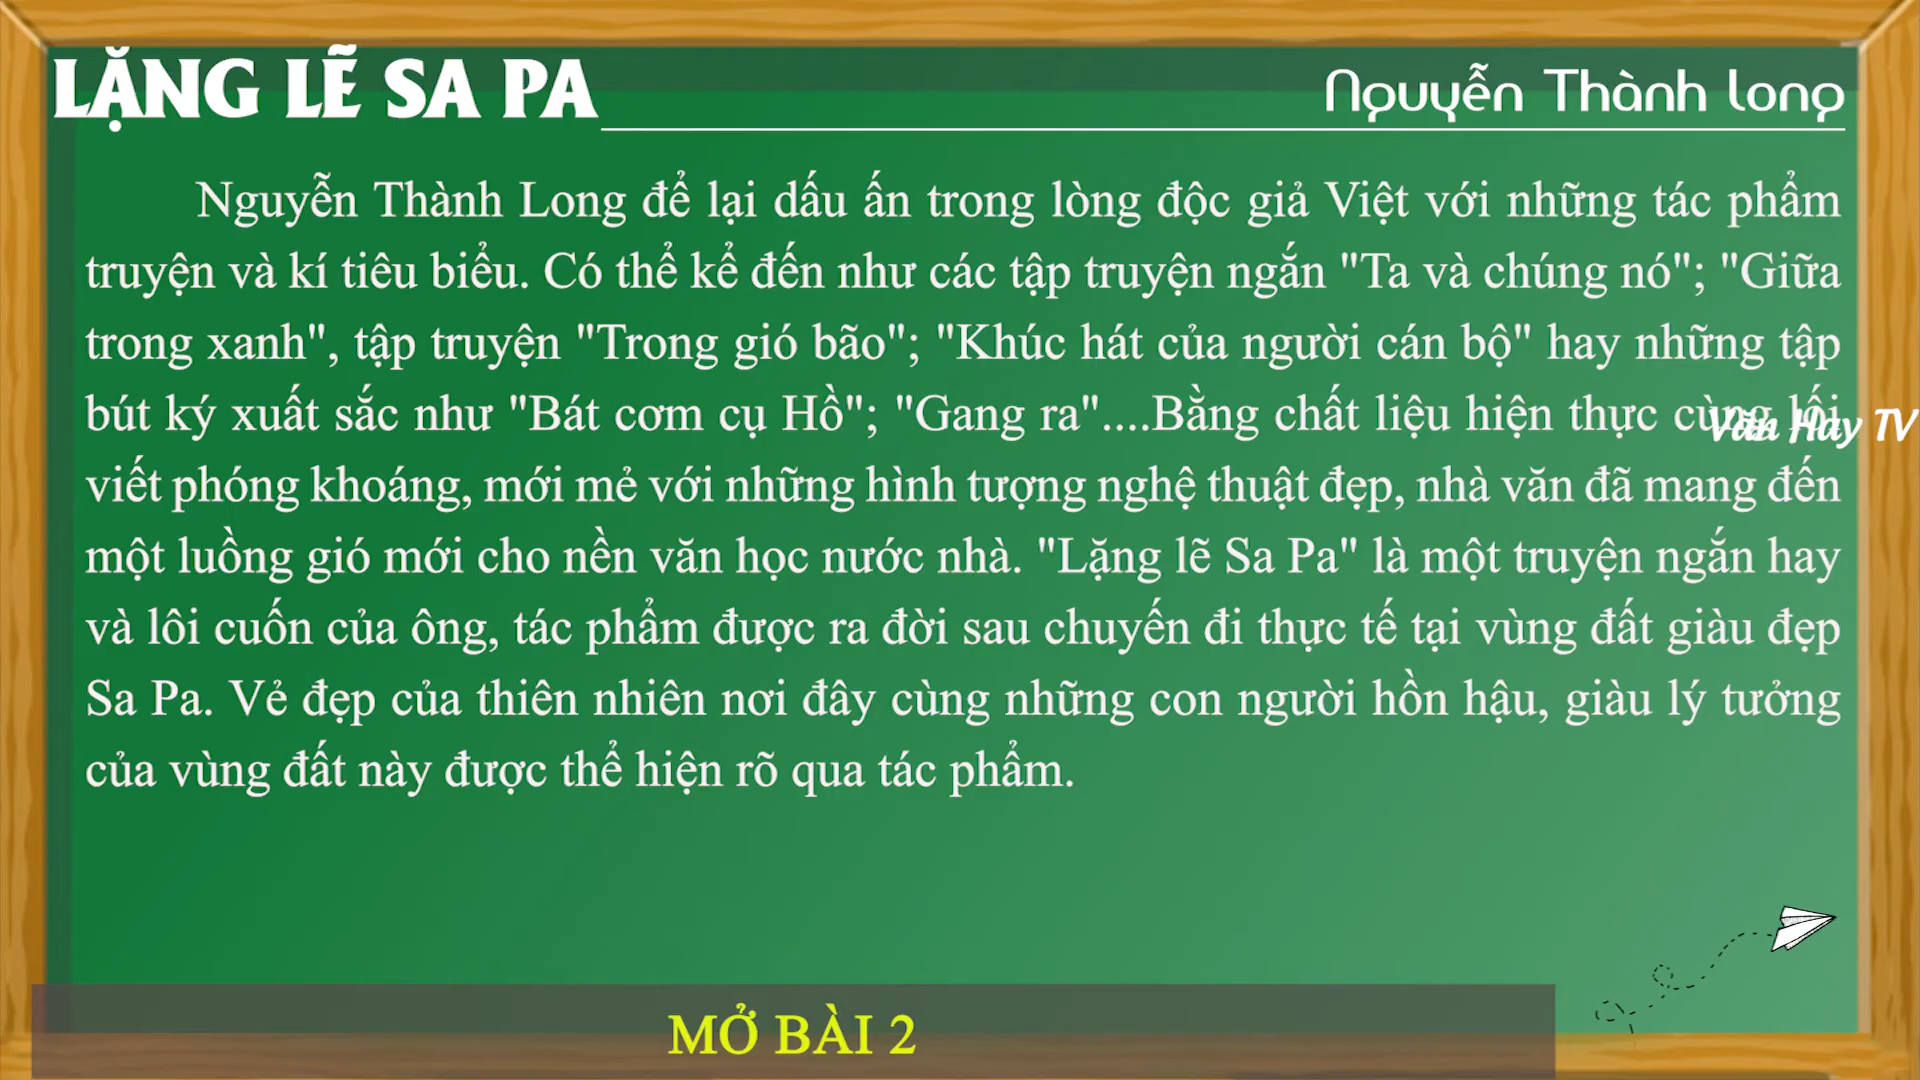 LẶNG LẼ SA PA
Nguyễn Thành Long
Nguyễn Thành Long để lại dấu ấn trong lòng độc giả Việt với những tác phẩm
truyện và kí tiêu biểu. Có thể kể đến như các tập truyện ngắn "Ta và chúng nó"; "Giữa
trong xanh", tập truyện "Trong gió bão"; "Khúc hát của người cán bộ" hay những tập
bút ký xuất sắc như "Bát cơm cụ Hồ"; "Gang ra"....Bằng chất liệu hiện thực cùng lối
Văn Hay TV
viết phóng khoáng, mới mẻ với những hình tượng nghệ thuật đẹp, nhà văn đã mang đến
một luồng gió mới cho nền văn học nước nhà. "Lặng lẽ Sa Pa" là một truyện ngắn hay
và lôi cuốn của ông, tác phẩm được ra đời sau chuyến đi thực tế tại vùng đất giàu đẹp
Sa Pa. Vẻ đẹp của thiên nhiên nơi đây cùng những con người hồn hậu, giàu lý tưởng
của vùng đất này được thể hiện rõ qua tác phẩm.
MỞ BÀI 2